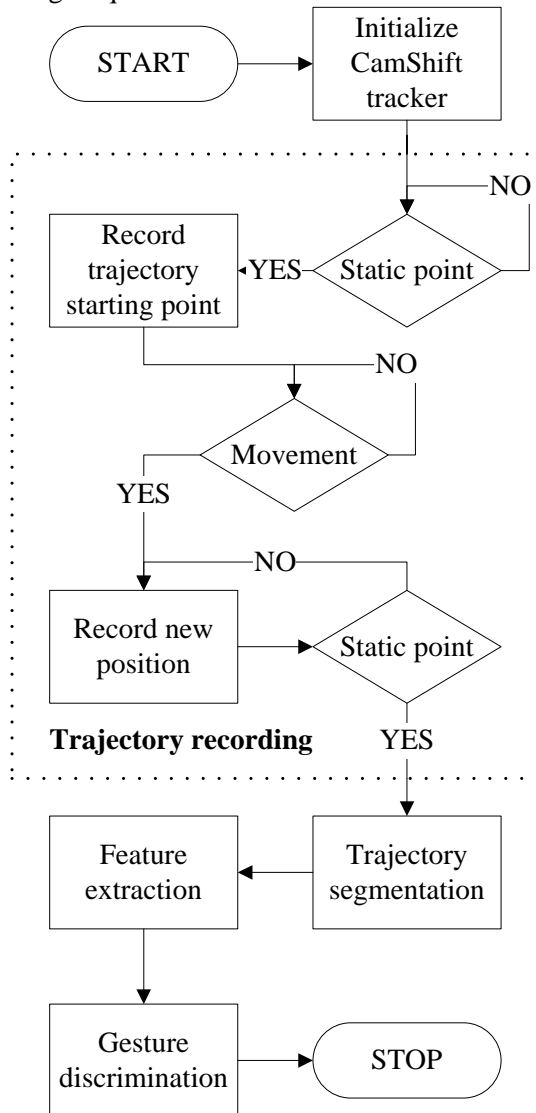 START
Initialize
CamShift
tracker
NO
Record
trajectory
starting point
YES
Static point
NO
Movement
YES
NO
Record new
position
Static point
Trajectory recording
YES
Feature
extraction
Trajectory
segmentation
Gesture
discrimination
STOP